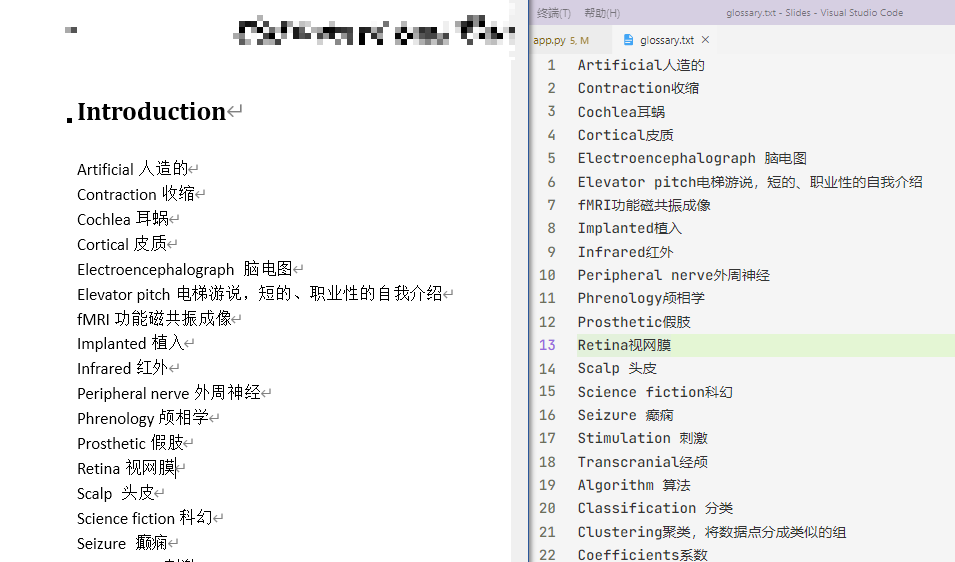 Introduction↵
Artificial 人造的↵
Contraction 收缩↵
Cochlea 耳蜗↵
Cortical 皮质↵
Electroencephalograph  脑电图↵
Elevator pitch 电梯游说，短的、职业性的自我介绍↵
fMRI 功能磁共振成像↵
Implanted 植入↵
Infrared 红外↵
Peripheral nerve 外周神经↵
Phrenology 颅相学↵
Prosthetic 假肢↵
Retina 视网膜↵
Scalp  头皮↵
Science fiction 科幻↵
Seizure  癫痫↵
终端(T) 帮助(H) glossary.txt - Slides - Visual Studio Code
app.py 5, M glossary.txt ×
1 Artificial人造的
2 Contraction收缩
3 Cochlea耳蜗
4 Cortical皮质
5 Electroencephalograph 脑电图
6 Elevator pitch电梯游说，短的、职业性的自我介绍
7 fMRI功能磁共振成像
8 Implanted植入
9 Infrared红外
10 Peripheral nerve外周神经
11 Phrenology颅相学
12 Prosthetic假肢
13 Retina视网膜
14 Scalp 头皮
15 Science fiction科幻
16 Seizure 癫痫
17 Stimulation 刺激
18 Transcranial经颅
19 Algorithm 算法
20 Classification 分类
21 Clustering聚类，将数据点分成类似的组
22 Coefficients系数